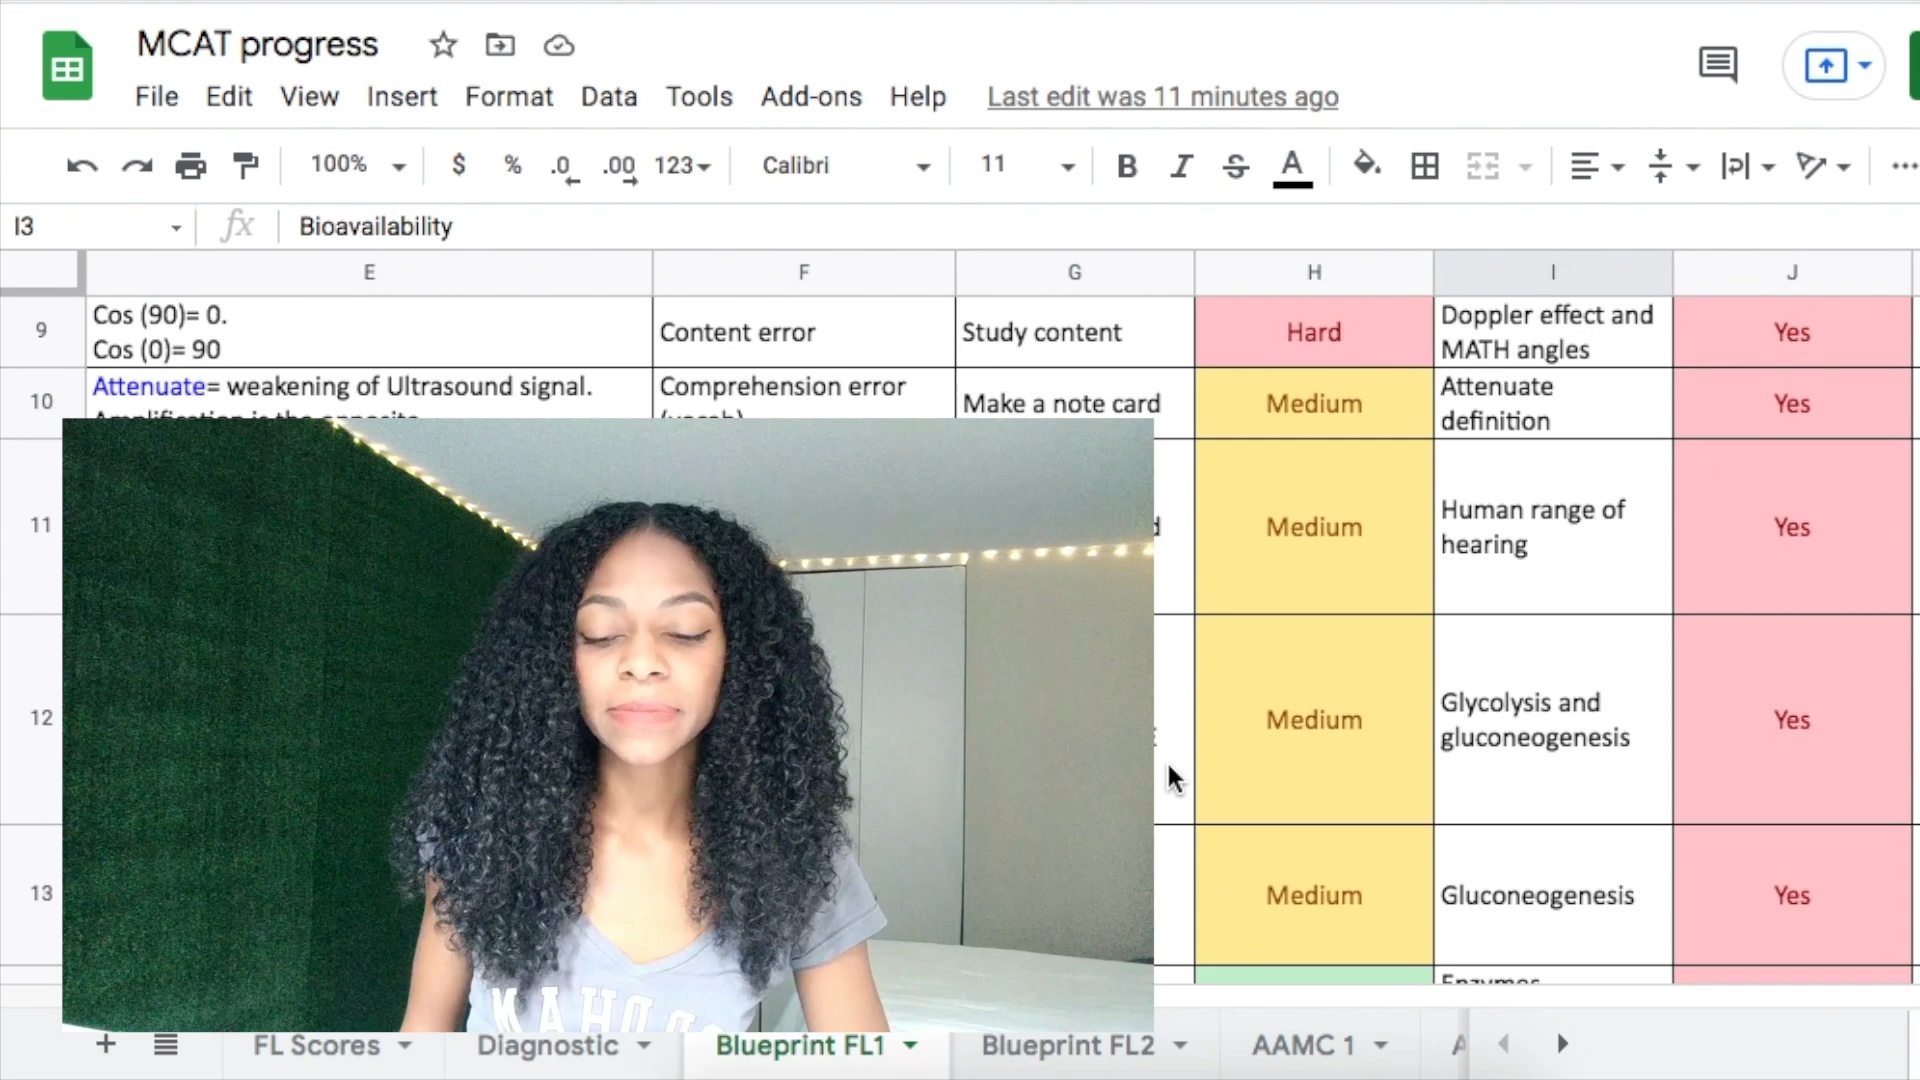 MCAT progress
File Edit View Insert Format Data Tools Add-ons Help Last edit was 11 minutes ago
100% $ % .0 .00 123 Calibri 11 B I S A
I3 fx Bioavailability
E F G H I J
9 Cos (90)= 0.
Cos (0)= 90
Content error
Study content
Hard
Doppler effect and
MATH angles
Yes
10 Attenuate= weakening of Ultrasound signal.
Comprehension error
Make a note card
Medium
Attenuate
definition
Yes
11 Medium
Human range of
hearing
Yes
12 Medium
Glycolysis and
gluconeogenesis
Yes
13 Medium
Gluconeogenesis
Yes
FL Scores Diagnostic Blueprint FL1 Blueprint FL2 AAMC 1